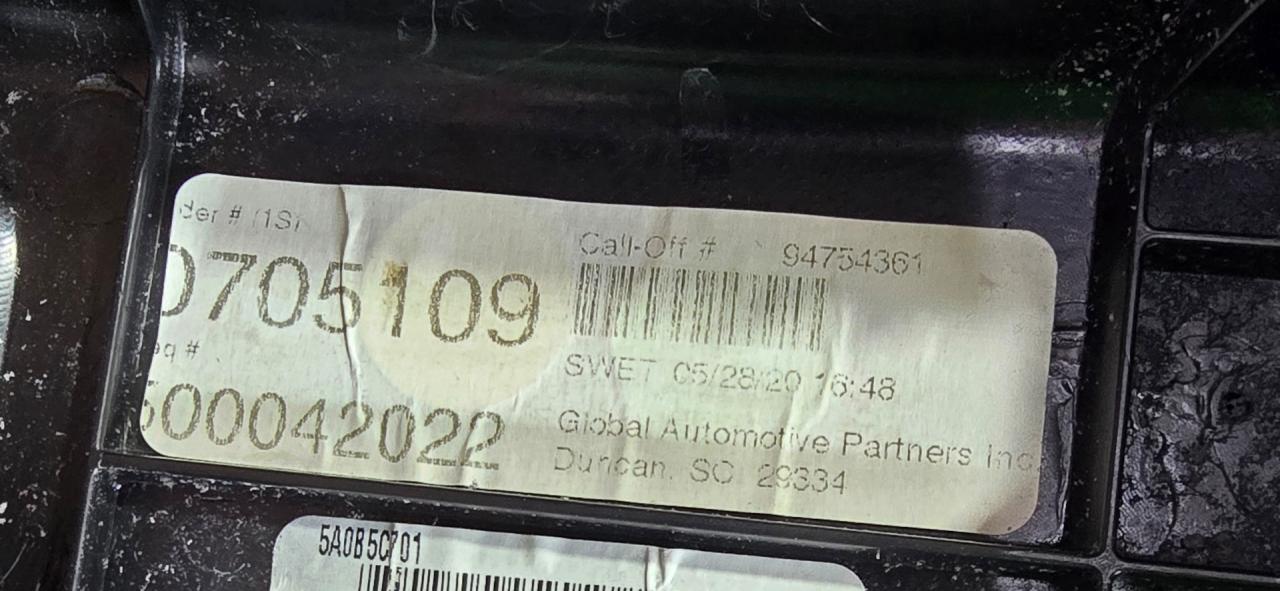 der # (1S)
0705109
eq #
500042022
Call-Off # 94754361
SWET 05/28/20 16:48
Global Automotive Partners Inc.
Duncan, SC 29334
5A0B5C701